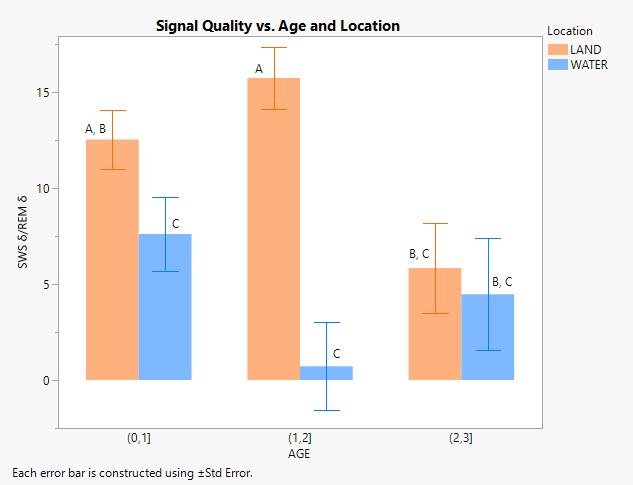 Signal Quality vs. Age and Location
Location
LAND
WATER
SWS δ/REM δ
15
10
5
0
A, B
C
A
C
B, C
B, C
(0,1]
(1,2]
(2,3]
AGE
Each error bar is constructed using ±Std Error.